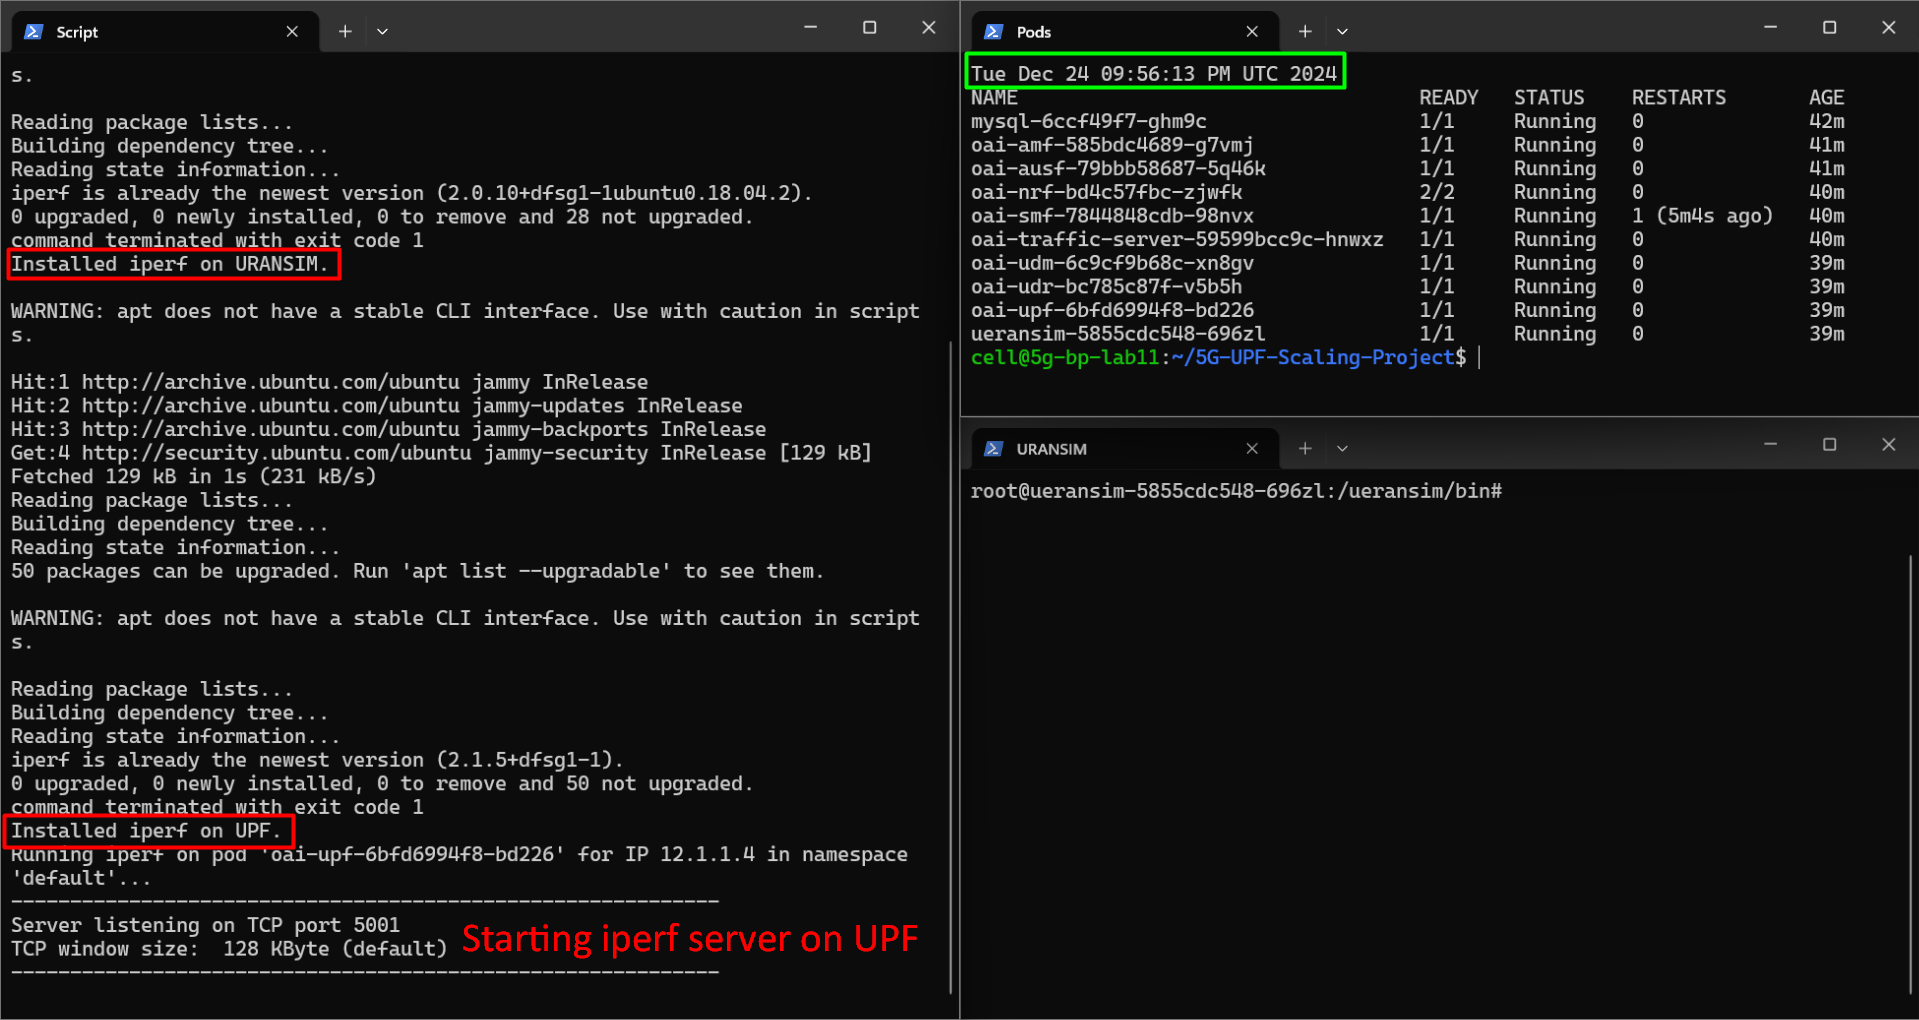 Script
s.
Reading package lists...
Building dependency tree...
Reading state information...
iperf is already the newest version (2.0.10+dfsg1-1ubuntu0.18.04.2).
0 upgraded, 0 newly installed, 0 to remove and 28 not upgraded.
command terminated with exit code 1
Installed iperf on URANSIM.
WARNING: apt does not have a stable CLI interface. Use with caution in script
s.
Hit:1 http://archive.ubuntu.com/ubuntu jammy InRelease
Hit:2 http://archive.ubuntu.com/ubuntu jammy-updates InRelease
Hit:3 http://archive.ubuntu.com/ubuntu jammy-backports InRelease
Get:4 http://security.ubuntu.com/ubuntu jammy-security InRelease [129 kB]
Fetched 129 kB in 1s (231 kB/s)
Reading package lists...
Building dependency tree...
Reading state information...
50 packages can be upgraded. Run 'apt list --upgradable' to see them.
WARNING: apt does not have a stable CLI interface. Use with caution in script
s.
Reading package lists...
Building dependency tree...
Reading state information...
iperf is already the newest version (2.1.5+dfsg1-1).
0 upgraded, 0 newly installed, 0 to remove and 50 not upgraded.
command terminated with exit code 1
Installed iperf on UPF.
Running iperf on pod 'oai-upf-6bfd6994f8-bd226' for IP 12.1.1.4 in namespace
'default'...
------------------------------------------------------------
Server listening on TCP port 5001
TCP window size:  128 KByte (default)
------------------------------------------------------------
Starting iperf server on UPF
Pods
Tue Dec 24 09:56:13 PM UTC 2024
NAME READY STATUS RESTARTS AGE
mysql-6ccf49f7-ghm9c 1/1 Running 0 42m
oai-amf-585bdc4689-g7vmj 1/1 Running 0 41m
oai-ausf-79bbb58687-5q46k 1/1 Running 0 41m
oai-nrf-bd4c57fbc-zjwfk 2/2 Running 0 40m
oai-smf-7844848cdb-98nvx 1/1 Running 1 (5m4s ago) 40m
oai-traffic-server-59599bcc9c-hnwxz 1/1 Running 0 40m
oai-udm-6c9cf9b68c-xn8gv 1/1 Running 0 39m
oai-udr-bc785c87f-v5b5h 1/1 Running 0 39m
oai-upf-6bfd6994f8-bd226 1/1 Running 0 39m
ueransim-5855cdc548-696zl 1/1 Running 0 39m
cell@5g-bp-lab11:~/5G-UPF-Scaling-Project$
URANSIM
root@ueransim-5855cdc548-696zl:/ueransim/bin#